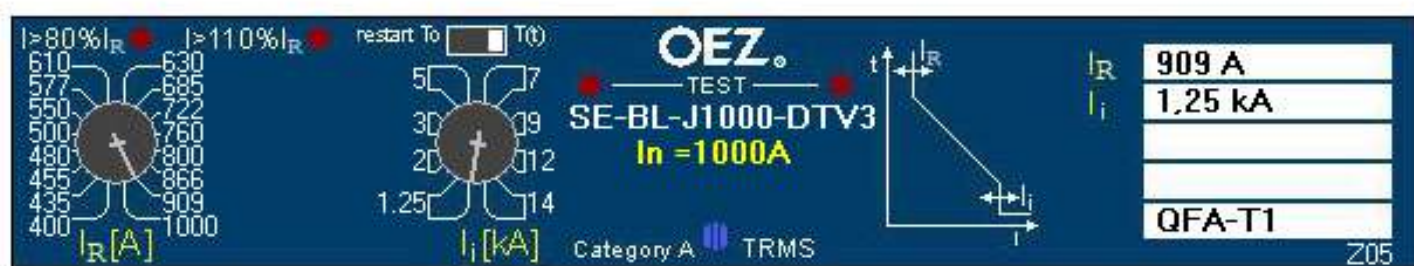 I>80%IR I>110%IR restart To T(t)
610 630
577 685
550 722
500 760
480 800
455 866
435 909
400 1000
IR[A]
5 7
3 9
2 12
1.25 14
Ii[kA]
OEZ.
TEST
SE-BL-J1000-DTV3
In =1000A
Category A TRMS
t IR
Ii
I
IR 909 A
Ii 1,25 kA
QFA-T1
Z05